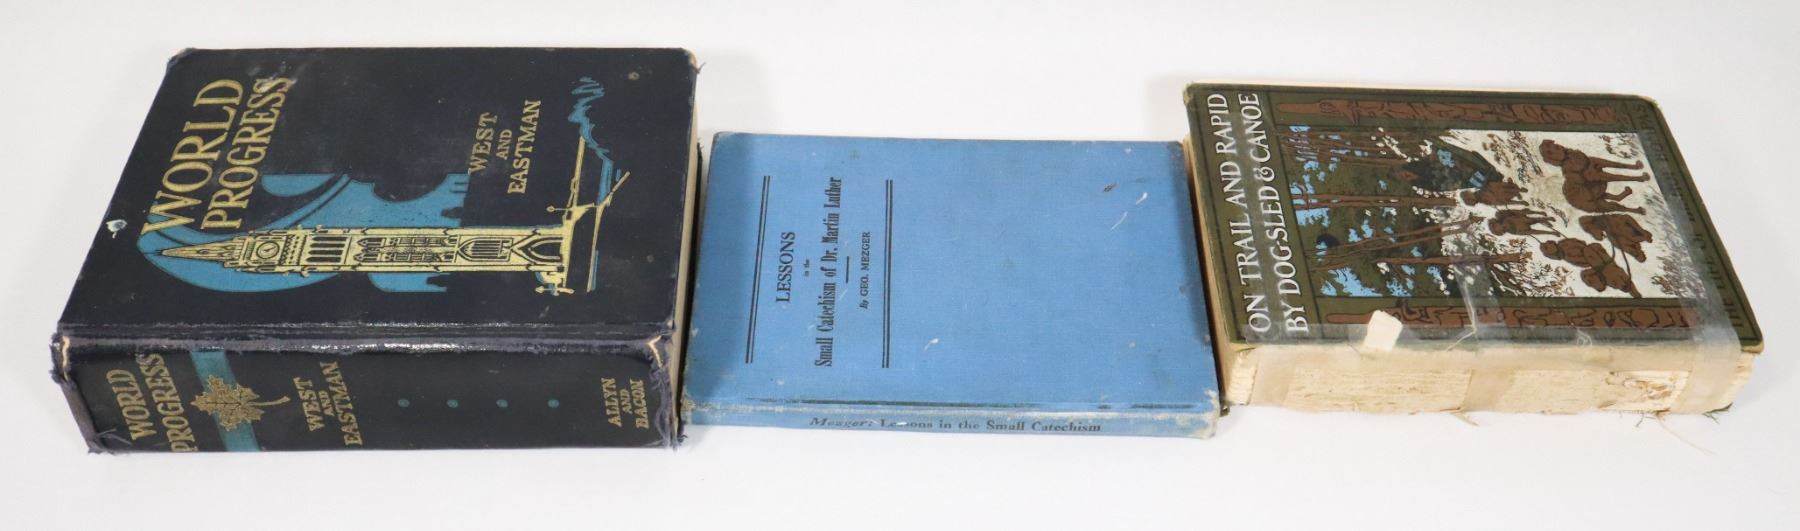 WORLD
PROGRESS
WEST
AND
EASTMAN
WORLD
PROGRESS
WEST
AND
EASTMAN
ALLYN
AND
BACON
LESSONS
in the
Small Catechism of Dr. Martin Luther
By GEO. MEZGER
Mezger: Lessons in the Small Catechism
ON TRAIL AND RAPID
BY DOG-SLED & CANOE